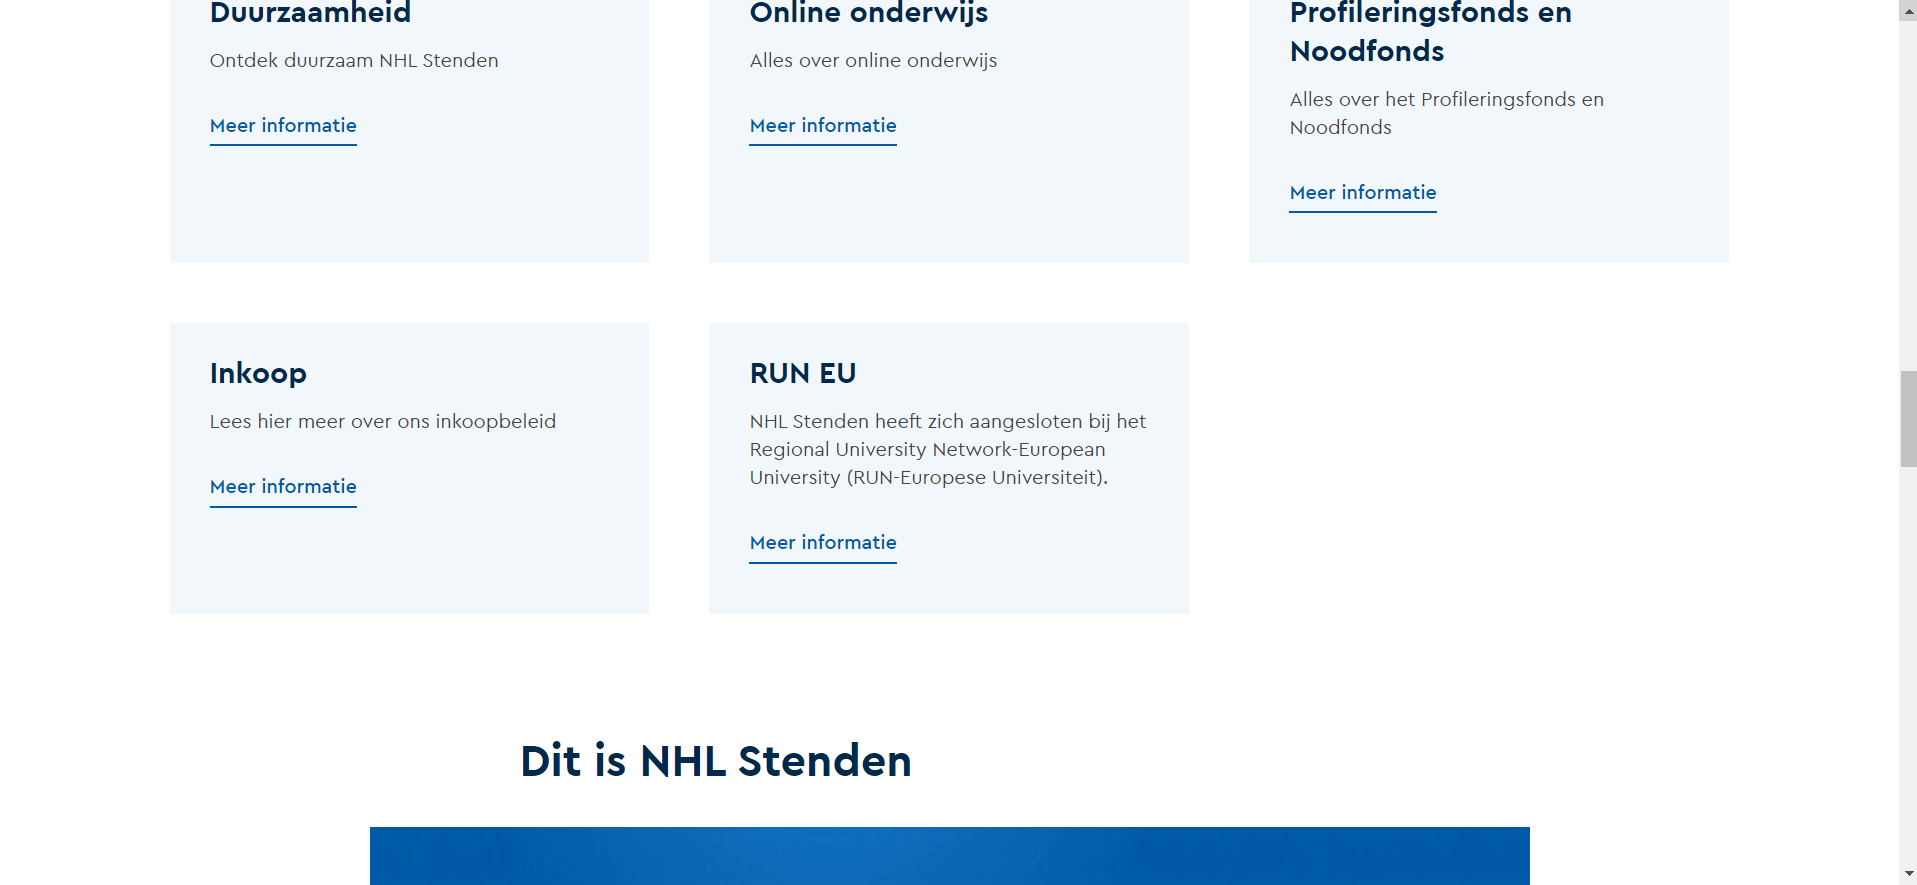 Duurzaamheid
Ontdek duurzaam NHL Stenden
Meer informatie
Online onderwijs
Alles over online onderwijs
Meer informatie
Profileringsfonds en
Noodfonds
Alles over het Profileringsfonds en
Noodfonds
Meer informatie
Inkoop
Lees hier meer over ons inkoopbeleid
Meer informatie
RUN EU
NHL Stenden heeft zich aangesloten bij het
Regional University Network-European
University (RUN-Europese Universiteit).
Meer informatie
Dit is NHL Stenden